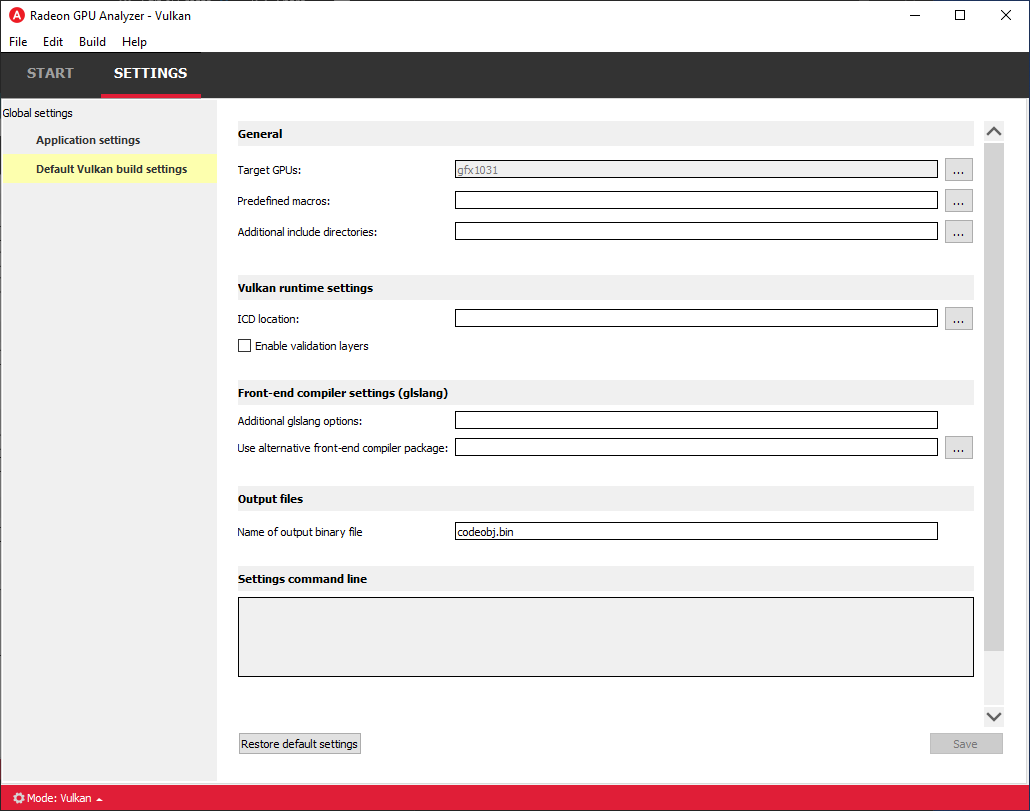 Radeon GPU Analyzer - Vulkan
File Edit Build Help
START SETTINGS
Global settings
Application settings
Default Vulkan build settings
General
Target GPUs: gfx1031 ...
Predefined macros: ...
Additional include directories: ...
Vulkan runtime settings
ICD location: ...
Enable validation layers
Front-end compiler settings (glslang)
Additional glslang options:
Use alternative front-end compiler package: ...
Output files
Name of output binary file codeobj.bin
Settings command line
Restore default settings Save
Mode: Vulkan